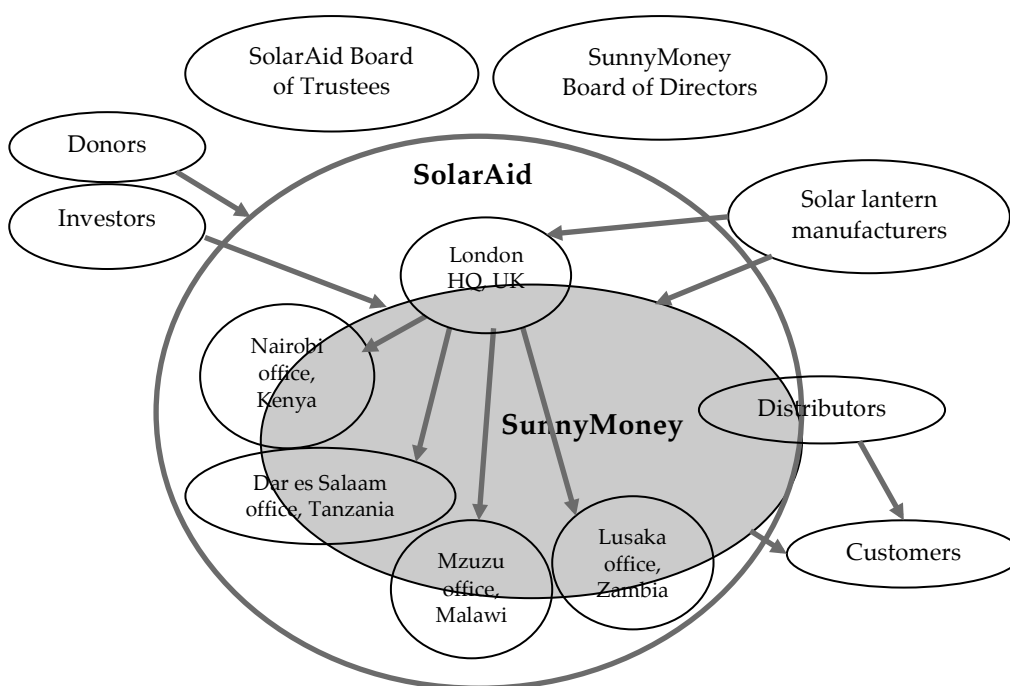 SolarAid Board
of Trustees
SunnyMoney
Board of Directors
Donors
SolarAid
Investors
Solar lantern
manufacturers
London
HQ, UK
Nairobi
office,
Kenya
Distributors
SunnyMoney
Dar es Salaam
office, Tanzania
Mzuzu
office,
Malawi
Lusaka
office,
Zambia
Customers